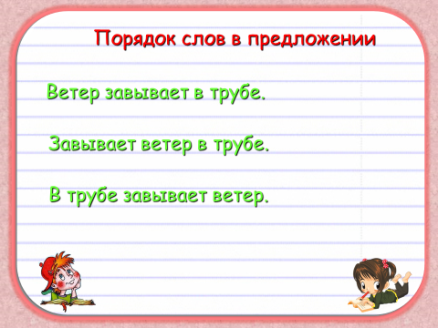 Порядок слов в предложении
Ветер завывает в трубе.
Завывает ветер в трубе.
В трубе завывает ветер.